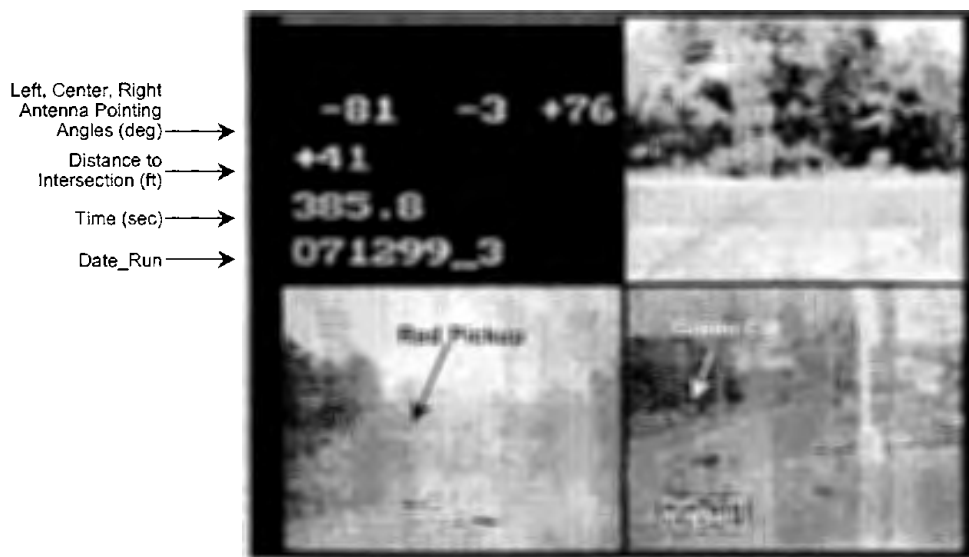 Left, Center, Right
Antenna Pointing
Angles (deg)
-81 -3 +76
Distance to
Intersection (ft)
+41
Time (sec)
385.8
Date_Run
071299_3
Red Pickup